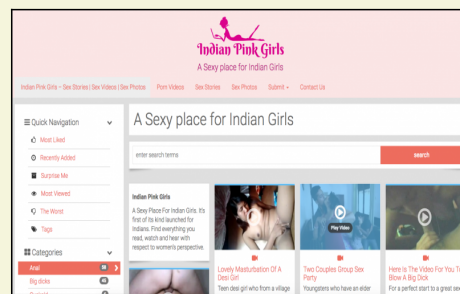 Indian Pink Girls
A Sexy place for Indian Girls
Indian Pink Girls - Sex Stories | Sex Videos | Sex Photos Porn Videos Sex Stories Sex Photos Submit Contact Us
Quick Navigation
Most Liked
Recently Added
Surprise Me
Most Viewed
The Worst
Tags
Categories
Anal
Big dicks
A Sexy place for Indian Girls
enter search terms
search
Indian Pink Girls
A Sexy Place For Indian Girls. It's
first of its kind launched for
Indians. Find everything you
read, watch and hear with
respect to women's perspective.
Lovely Masturbation Of A
Desi Girl
Teen desi girl who from a village
Play Video
Two Couples Group Sex
Party
Youngsters who have an elder
Here Is The Video For You T
Blow A Big Dick
For a perfect start to a great sex